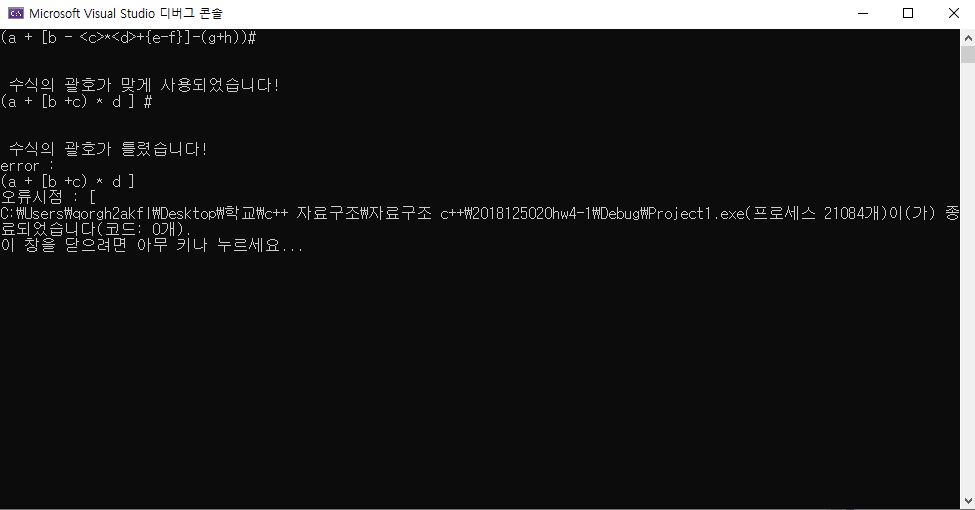 Microsoft Visual Studio 디버그 콘솔
(a + [b - <c>*<d>+{e-f}]-(g+h))#
수식의 괄호가 맞게 사용되었습니다!
(a + [b +c) * d ] #
수식의 괄호가 틀렸습니다!
error :
(a + [b +c) * d ]
오류시점 : [
C:₩Users₩qorgh2akfl₩Desktop₩학교₩c++ 자료구조₩자료구조 c++₩2018125020hw4-1₩Debug₩Project1.exe(프로세스 21084개)이(가) 종
료되었습니다(코드: 0개).
이 창을 닫으려면 아무 키나 누르세요...